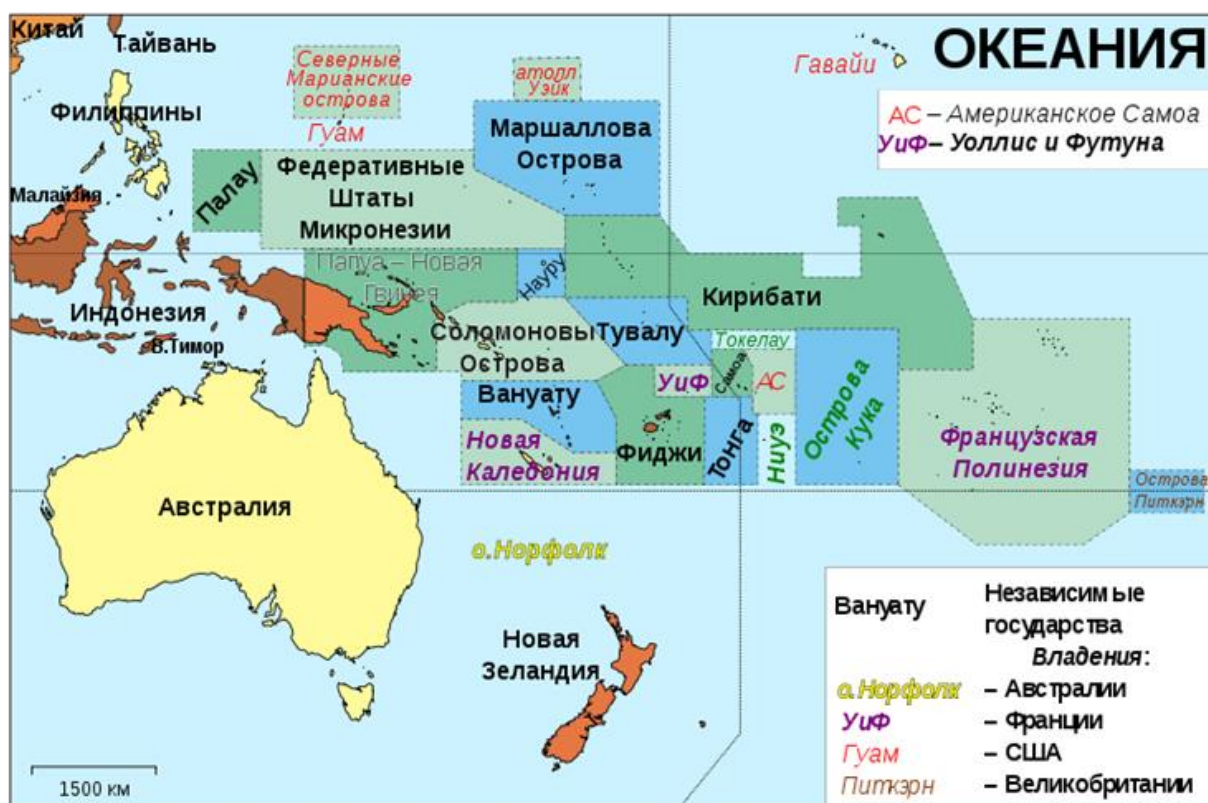 Китай
Тайвань
Филиппины
Малайзия
Северные
Марианские
острова
Гуам
атолл
Уэйк
Гавайи
ОКЕАНИЯ
АС – Американское Самоа
УиФ – Уоллис и Футуна
Маршалловa
Острова
Палау
Федеративные
Штаты
Микронезии
Папуа – Новая
Гвинея
Науру
Кирибати
Индонезия
В.Тимор
Соломоновы
Острова
Тувалу
Токелау
УиФ
Самоа
АС
Вануату
Фиджи
Тонга
Ниуэ
Острова
Кука
Новая
Каледония
Французская
Полинезия
Острова
Питкэрн
Австралия
о.Норфолк
Новая
Зеландия
1500 км
Вануату Независимые
государства
Владения:
о.Норфолк – Австралии
УиФ – Франции
Гуам – США
Питкэрн – Великобритании